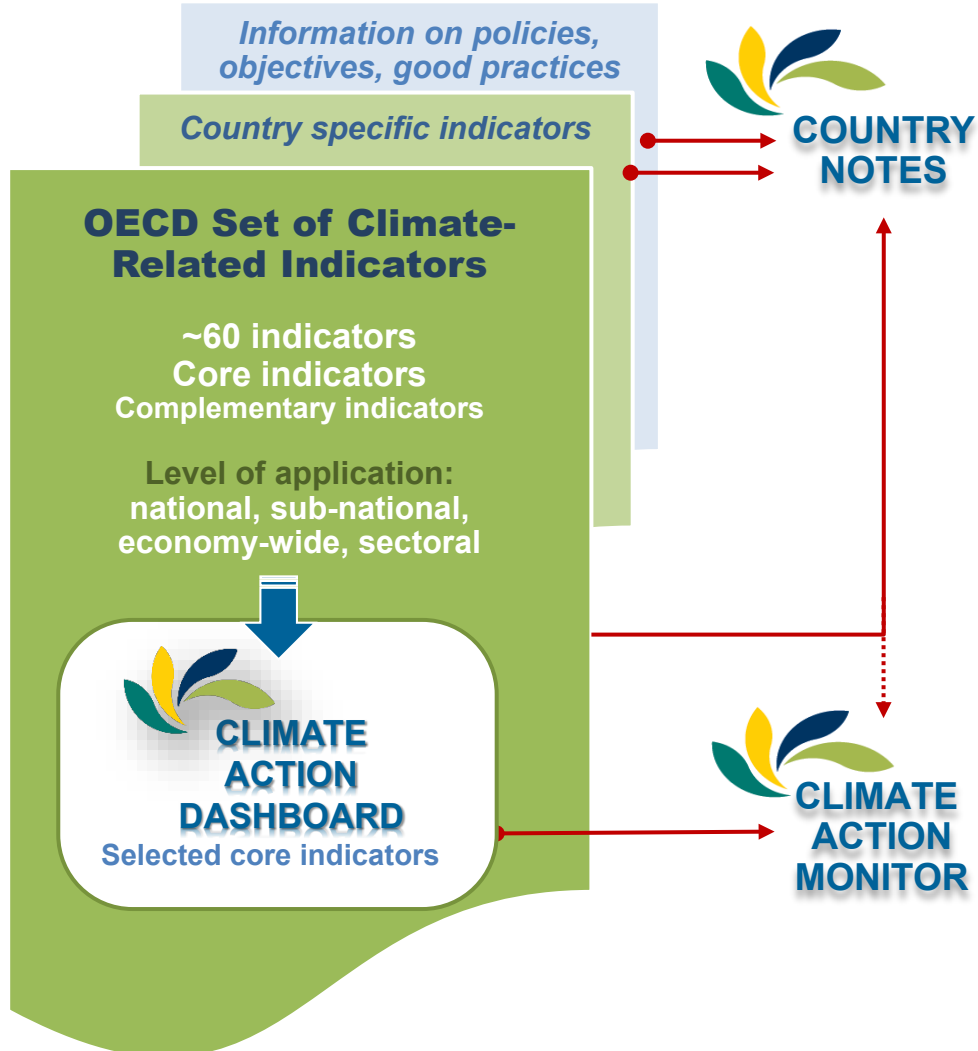 Information on policies,
objectives, good practices
Country specific indicators
OECD Set of Climate-
Related Indicators
~60 indicators
Core indicators
Complementary indicators
Level of application:
national, sub-national,
economy-wide, sectoral
CLIMATE
ACTION
DASHBOARD
Selected core indicators
COUNTRY
NOTES
CLIMATE
ACTION
MONITOR